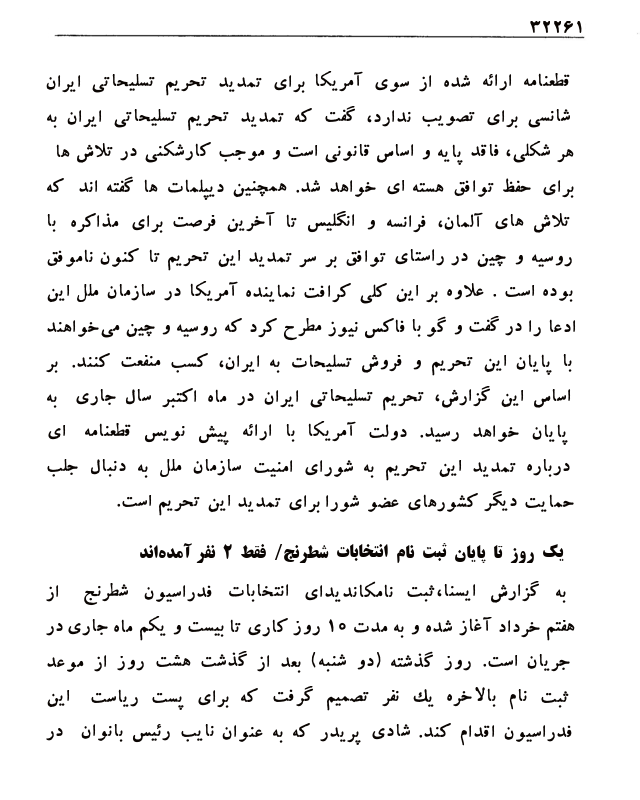 ۳۲۲۶۱
قطعنامه ارائه شده از سوی آمریکا برای تمدید تحریم تسلیحاتی ایران
شانسی برای تصویب ندارد، گفت که تمدید تحریم تسلیحاتی ایران به
هر شکلی، فاقد پایه و اساس قانونی است و موجب کارشکنی در تلاش ها
برای حفظ توافق هسته ای خواهد شد. همچنین دیپلمات ها گفته اند که
تلاش های آلمان، فرانسه و انگلیس تا آخرین فرصت برای مذاکره با
روسیه و چین در راستای توافق بر سر تمدید این تحریم تا کنون ناموفق
بوده است . علاوه بر این کلی کرافت نماینده آمریکا در سازمان ملل این
ادعا را در گفت و گو با فاکس نیوز مطرح کرد که روسیه و چین می‌خواهند
با پایان این تحریم و فروش تسلیحات به ایران، کسب منفعت کنند. بر
اساس این گزارش، تحریم تسلیحاتی ایران در ماه اکتبر سال جاری به
پایان خواهد رسید. دولت آمریکا با ارائه پیش نویس قطعنامه ای
درباره تمدید این تحریم به شورای امنیت سازمان ملل به دنبال جلب
حمایت دیگر کشورهای عضو شورا برای تمدید این تحریم است.
یک روز تا پایان ثبت نام انتخابات شطرنج/ فقط ۲ نفر آمده‌اند
به گزارش ایسنا،ثبت نامکاندیدای انتخابات فدراسیون شطرنج از
هفتم خرداد آغاز شده و به مدت ۱۰ روز کاری تا بیست و یکم ماه جاری در
جریان است. روز گذشته (دو شنبه) بعد از گذشت هشت روز از موعد
ثبت نام بالاخره یك نفر تصمیم گرفت که برای پست ریاست این
فدراسیون اقدام کند. شادی پریدر که به عنوان نایب رئیس بانوان در